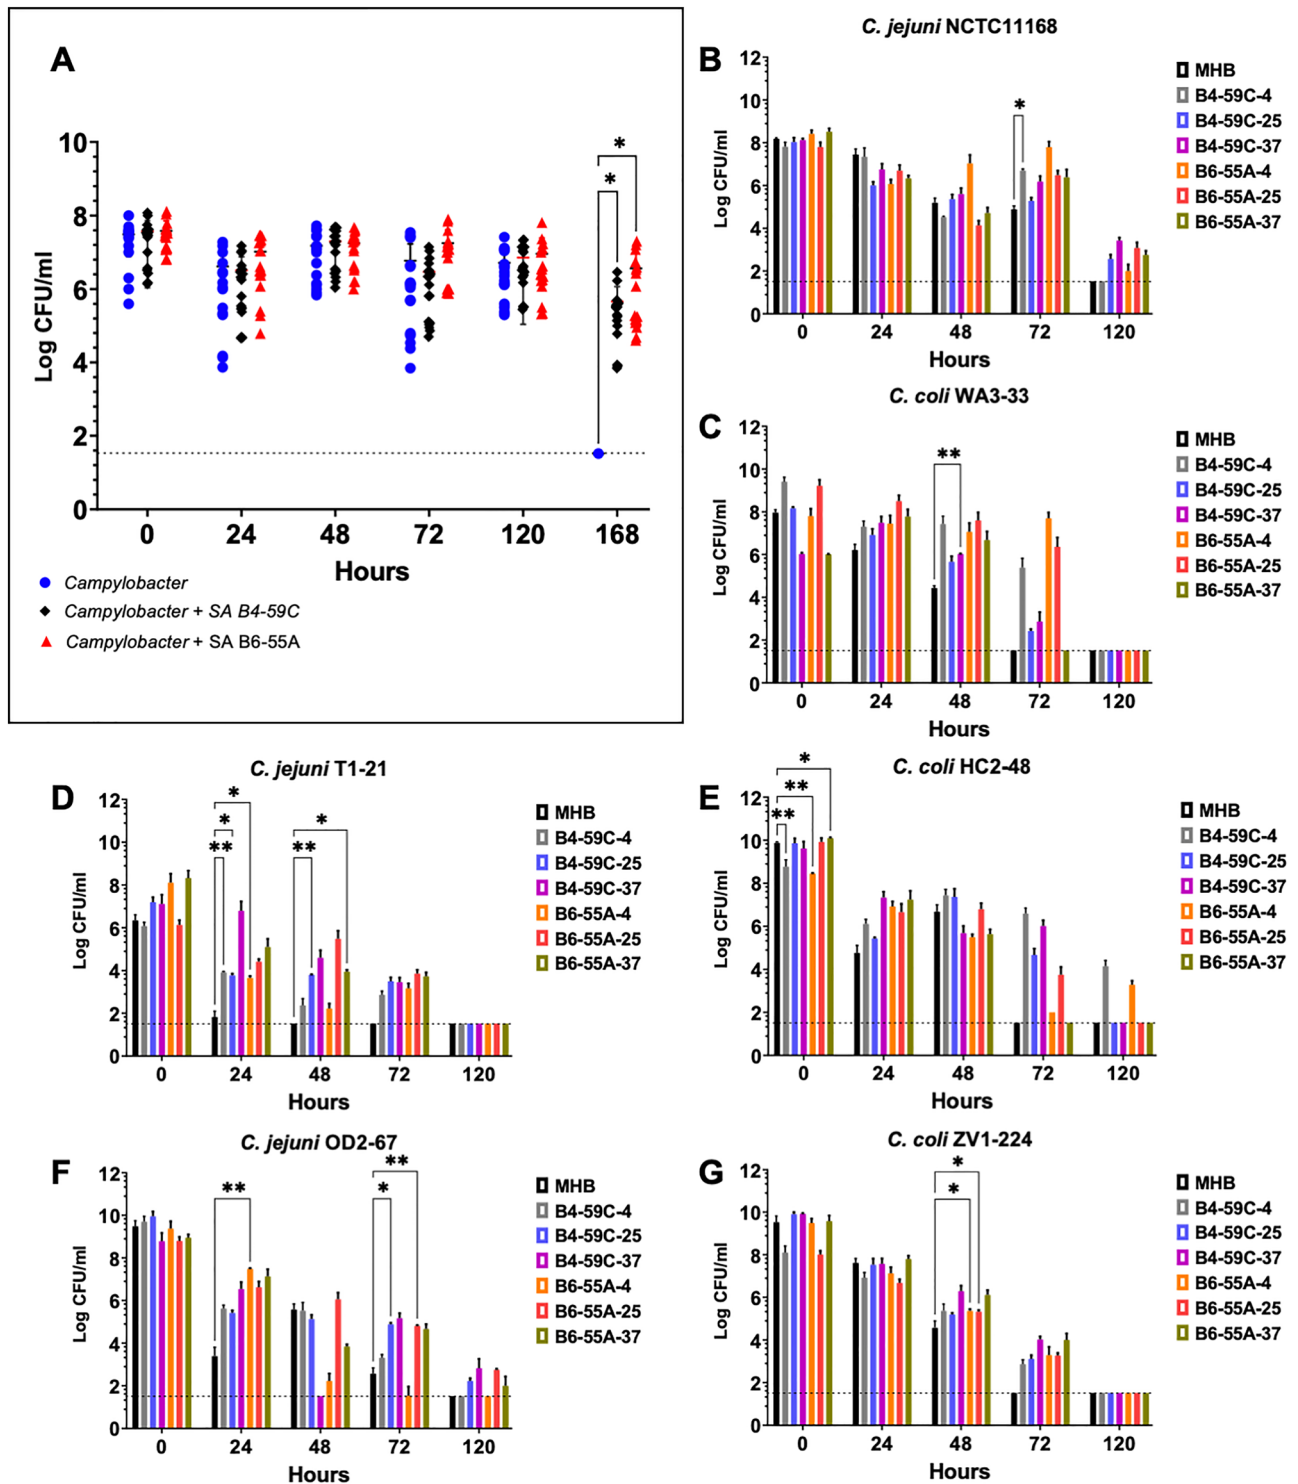 A
10
8
6
4
2
0
Log CFU/ml
* *
0 24 48 72 120 168
Hours
Campylobacter
Campylobacter + SA B4-59C
Campylobacter + SA B6-55A
C. jejuni NCTC11168
B
12
10
8
6
4
2
0
Log CFU/ml
*
0 24 48 72 120
Hours
MHB
B4-59C-4
B4-59C-25
B4-59C-37
B6-55A-4
B6-55A-25
B6-55A-37
C. coli WA3-33
C
12
10
8
6
4
2
0
Log CFU/ml
**
0 24 48 72 120
Hours
MHB
B4-59C-4
B4-59C-25
B4-59C-37
B6-55A-4
B6-55A-25
B6-55A-37
C. jejuni T1-21
D
12
10
8
6
4
2
0
Log CFU/ml
*
*
**
*
**
0 24 48 72 120
Hours
MHB
B4-59C-4
B4-59C-25
B4-59C-37
B6-55A-4
B6-55A-25
B6-55A-37
C. coli HC2-48
E
12
10
8
6
4
2
0
Log CFU/ml
*
**
**
0 24 48 72 120
Hours
MHB
B4-59C-4
B4-59C-25
B4-59C-37
B6-55A-4
B6-55A-25
B6-55A-37
C. jejuni OD2-67
F
12
10
8
6
4
2
0
Log CFU/ml
**
**
*
0 24 48 72 120
Hours
MHB
B4-59C-4
B4-59C-25
B4-59C-37
B6-55A-4
B6-55A-25
B6-55A-37
C. coli ZV1-224
G
12
10
8
6
4
2
0
Log CFU/ml
*
*
0 24 48 72 120
Hours
MHB
B4-59C-4
B4-59C-25
B4-59C-37
B6-55A-4
B6-55A-25
B6-55A-37